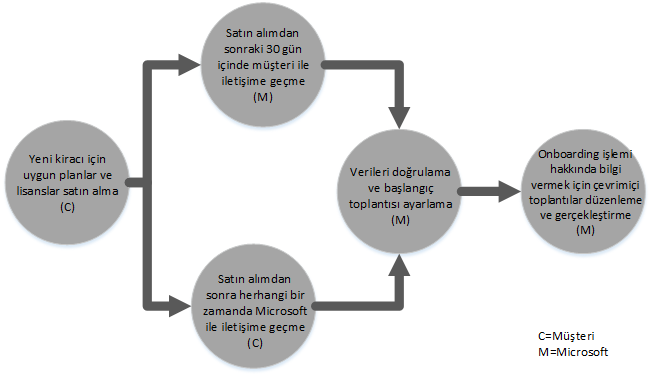 Yeni kiracı için
uygun planlar ve
lisanslar satın alma
(C)
Satın alımdan
sonraki 30 gün
içinde müşteri ile
iletişime geçme
(M)
Satın alımdan
sonra herhangi bir
zamanda Microsoft
ile iletişime geçme
(C)
Verileri doğrulama
ve başlangıç
toplantısı ayarlama
(M)
Onboarding işlemi
hakkında bilgi
vermek için çevrimiçi
toplantılar düzenleme
ve gerçekleştirme
(M)
C=Müşteri
M=Microsoft